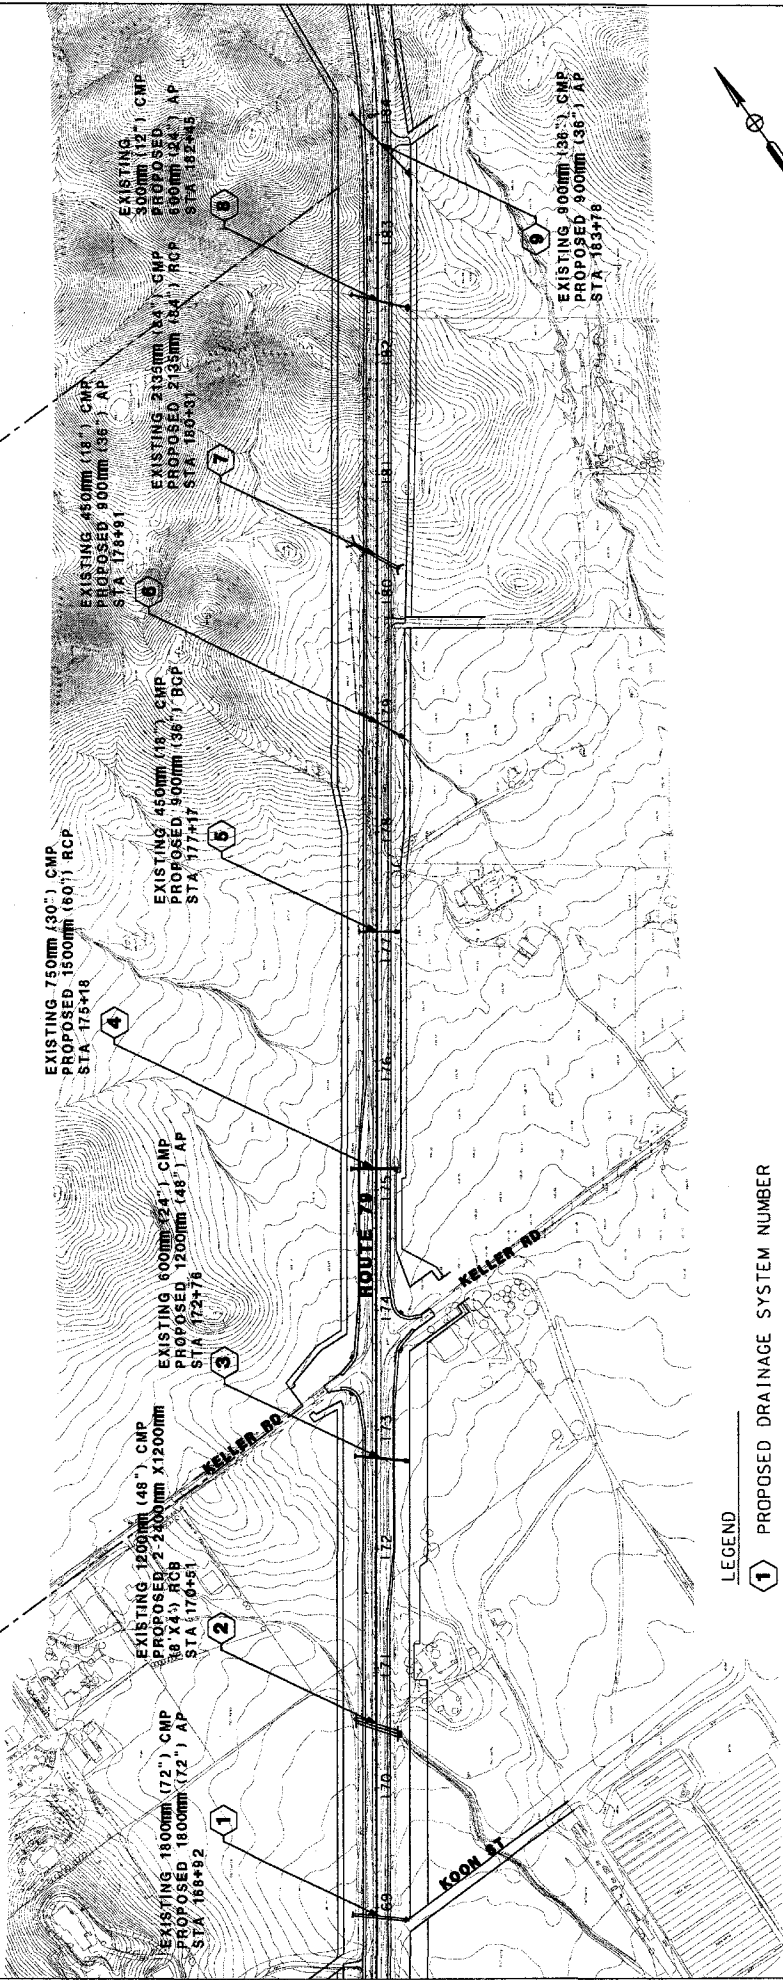 EXISTING 1800mm (72") CMP
PROPOSED 1800mm (72") AP
STA 168+92
1
EXISTING 1200mm (48") CMP
PROPOSED 2-2400mm X1200mm
(8'X4') RCB
STA 170+51
2
EXISTING 600mm (24") CMP
PROPOSED 1200mm (48") AP
STA 172+76
3
EXISTING 750mm (30") CMP
PROPOSED 1500mm (60") RCP
STA 175+18
4
EXISTING 450mm (18") CMP
PROPOSED 900mm (36") RCP
STA 177+17
5
EXISTING 450mm (18") CMP
PROPOSED 900mm (36") AP
STA 178+91
6
EXISTING 2135mm (84") CMP
PROPOSED 2135mm (84") RCP
STA 180+31
7
EXISTING
300mm (12") CMP
PROPOSED
600mm (24") AP
STA 182+45
8
EXISTING 900mm (36") CMP
PROPOSED 900mm (36") AP
STA 183+78
9
KELLER RD
ROUTE 79
69
170
171
172
173
174
175
176
177
178
179
180
181
182
183
184
KOON ST
KELLER RD
LEGEND
1 PROPOSED DRAINAGE SYSTEM NUMBER